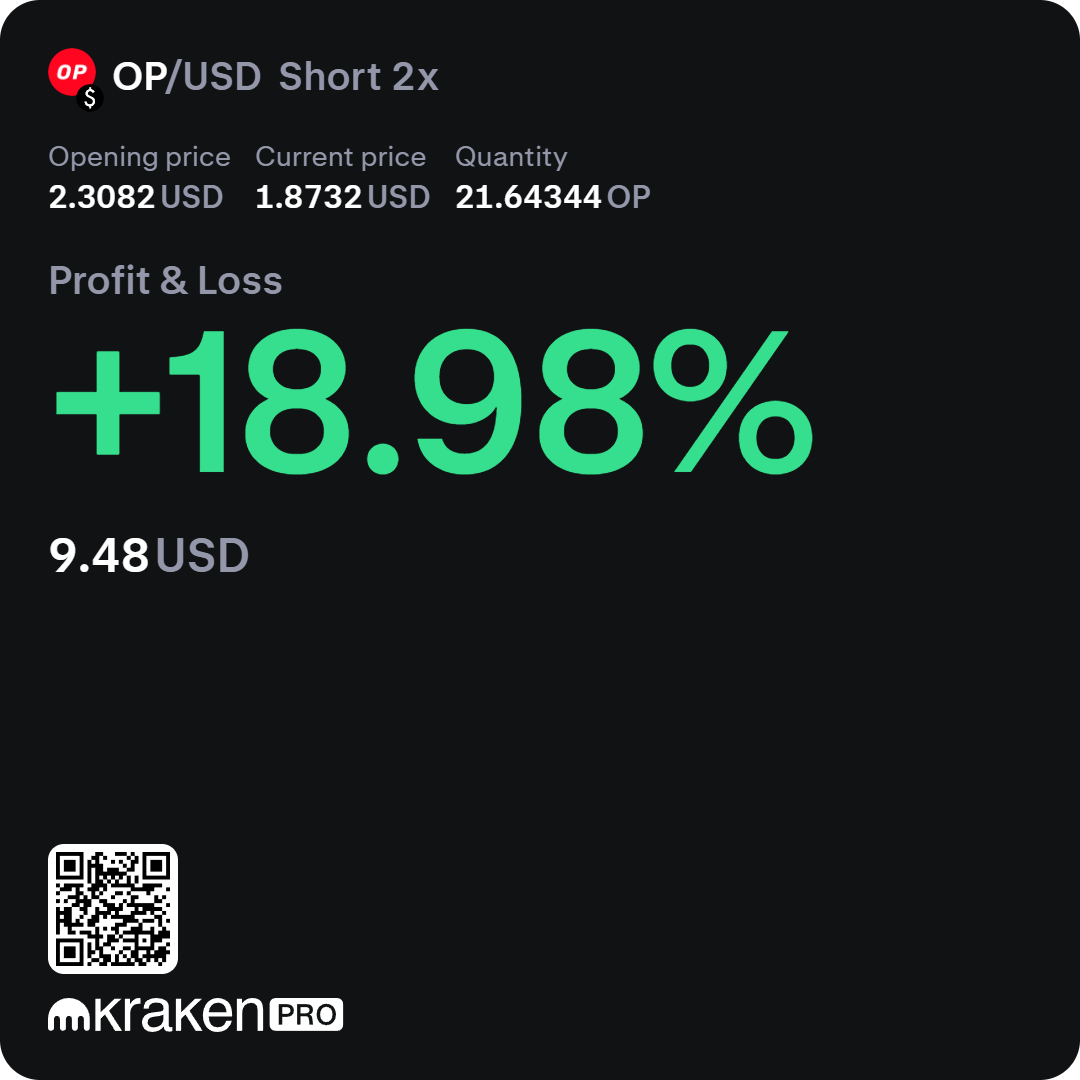 OP $ OP/USD Short 2x
Opening price Current price Quantity
2.3082 USD 1.8732 USD 21.64344 OP
Profit & Loss
+18.98%
9.48 USD
kraken PRO